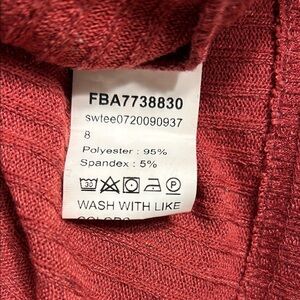 FBA7738830
swtee0720090937
8
Polyester : 95%
Spandex : 5%
WASH WITH LIKE